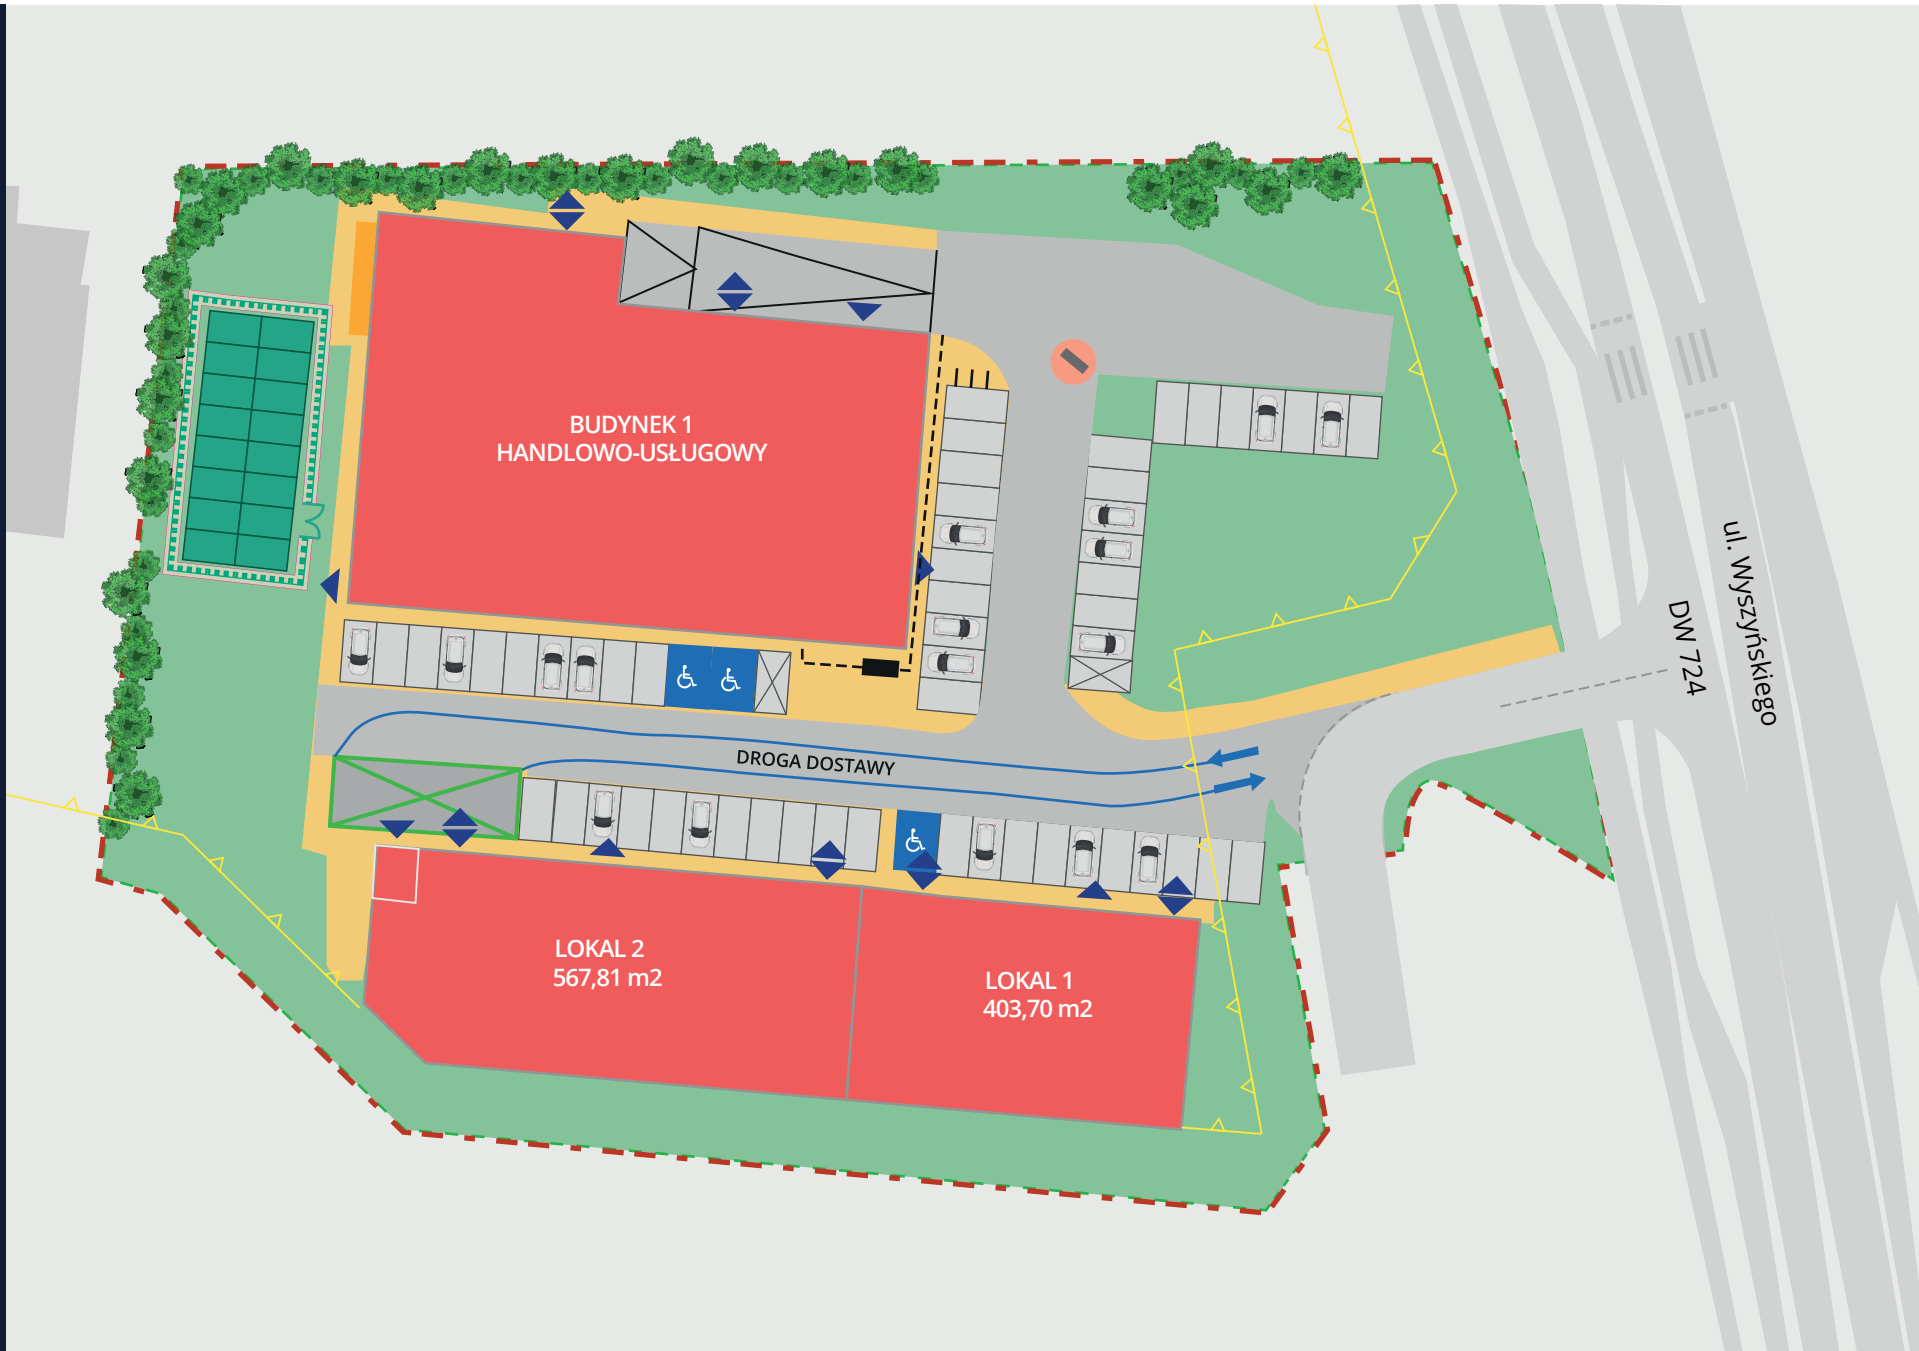 BUDYNEK 1
HANDLOWO-USŁUGOWY
ul. Wyszyńskiego
DW 7724
DROGA DOSTAWY
LOKAL 2
567,81 m2
LOKAL 1
403,70 m2